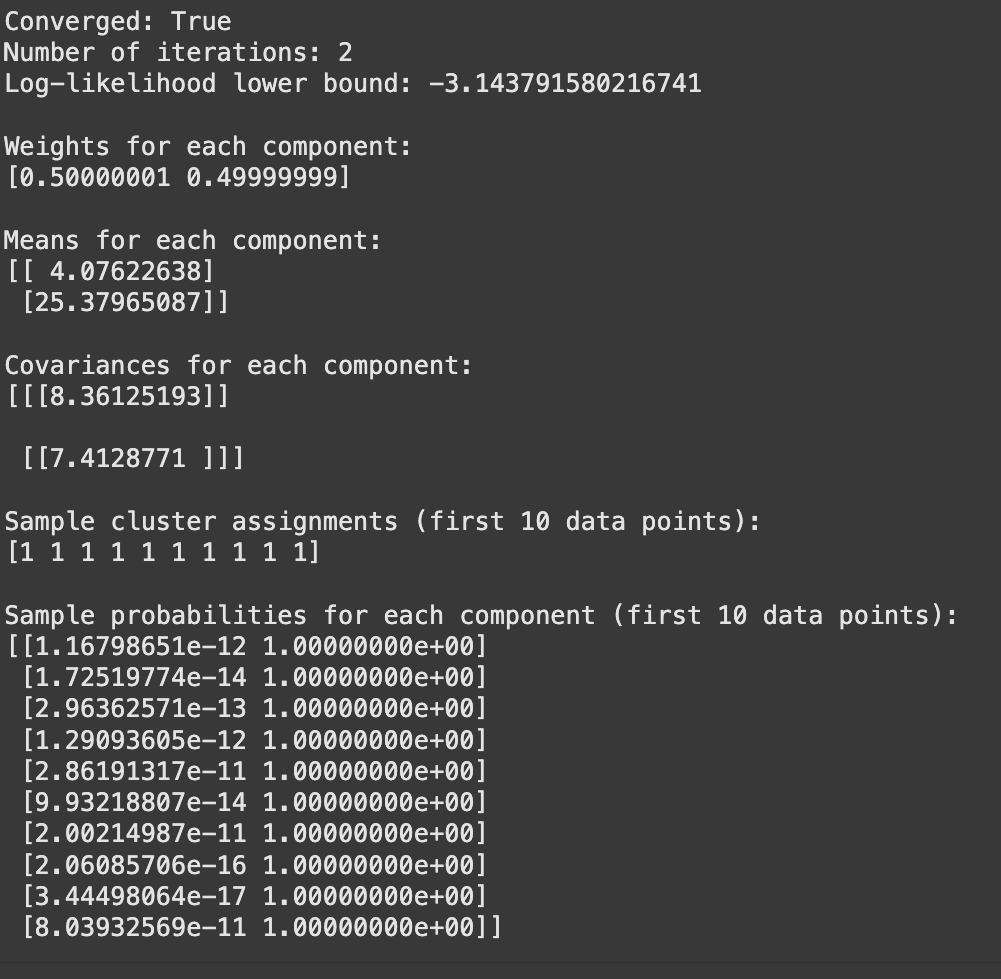 Converged: True
Number of iterations: 2
Log-likelihood lower bound: -3.143791580216741
Weights for each component:
[0.50000001 0.49999999]
Means for each component:
[[ 4.07622638]
 [25.37965087]]
Covariances for each component:
[[[8.36125193]]
 [[7.4128771 ]]]
Sample cluster assignments (first 10 data points):
[1 1 1 1 1 1 1 1 1 1]
Sample probabilities for each component (first 10 data points):
[[1.16798651e-12 1.00000000e+00]
 [1.72519774e-14 1.00000000e+00]
 [2.96362571e-13 1.00000000e+00]
 [1.29093605e-12 1.00000000e+00]
 [2.86191317e-11 1.00000000e+00]
 [9.93218807e-14 1.00000000e+00]
 [2.00214987e-11 1.00000000e+00]
 [2.06085706e-16 1.00000000e+00]
 [3.44498064e-17 1.00000000e+00]
 [8.03932569e-11 1.00000000e+00]]